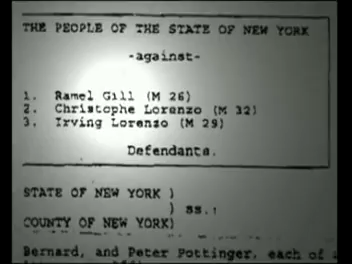 THE PEOPLE OF THE STATE OF NEW YORK
-against-
1. Ramel Gill (M 26)
2. Christophe Lorenzo (M 32)
3. Irving Lorenzo (M 29)
Defendants.
STATE OF NEW YORK )
) ss.:
COUNTY OF NEW YORK)
Bernard, and Peter Pottinger, each of